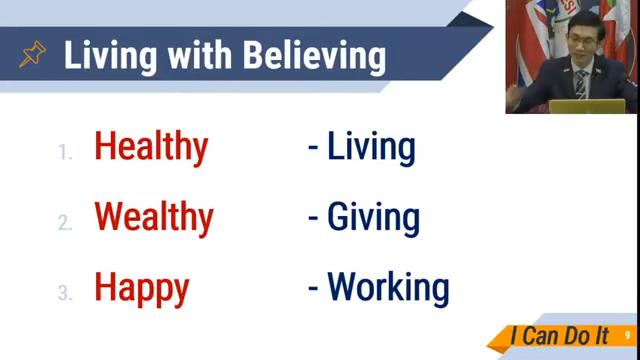 Living with Believing
1. Healthy - Living
2. Wealthy - Giving
3. Happy - Working
I Can Do It 9